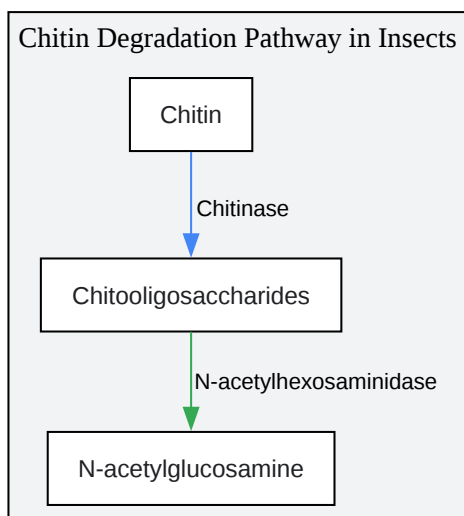 Chitin Degradation Pathway in Insects
Chitin
Chitinase
Chitooligosaccharides
N-acetylhexosaminidase
N-acetylglucosamine